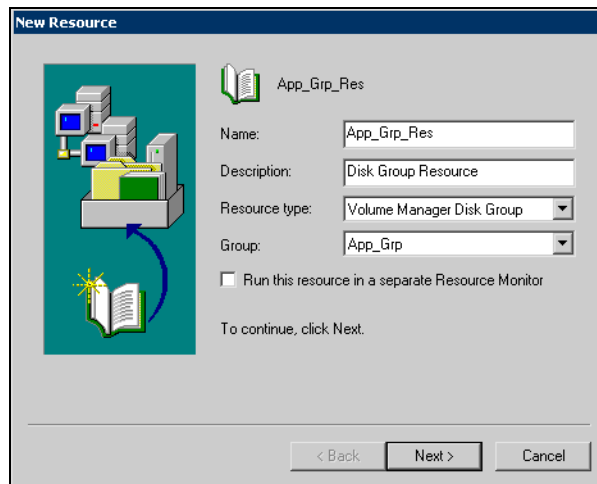 New Resource
App_Grp_Res
Name: App_Grp_Res
Description: Disk Group Resource
Resource type: Volume Manager Disk Group
Group: App_Grp
Run this resource in a separate Resource Monitor
To continue, click Next.
< Back Next > Cancel